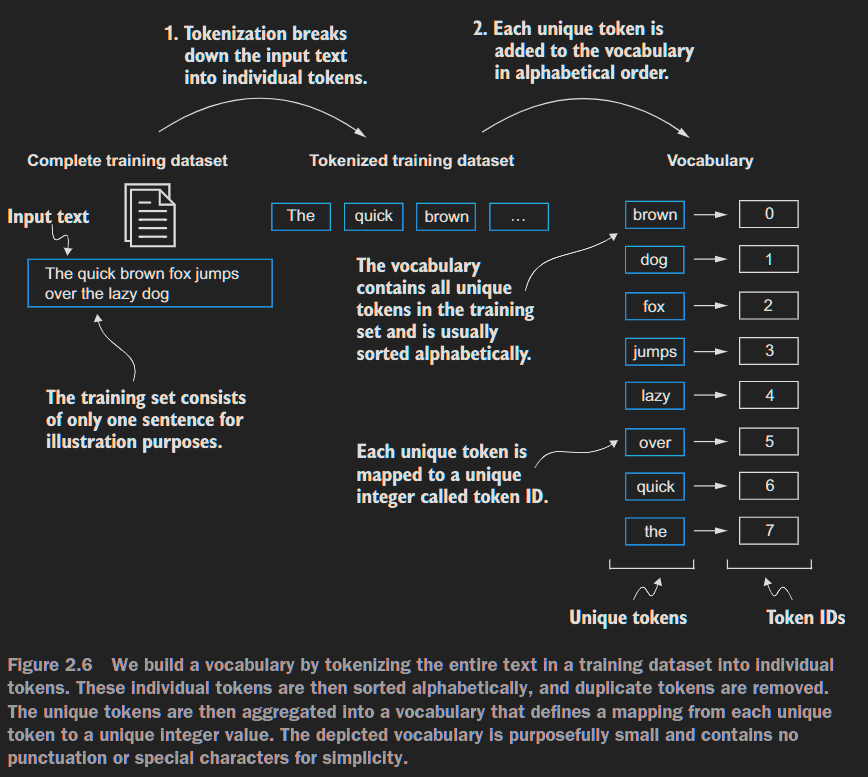 1. Tokenization breaks
down the input text
into individual tokens.
2. Each unique token is
added to the vocabulary
in alphabetical order.
Complete training dataset
Tokenized training dataset
Vocabulary
Input text
The quick brown fox jumps
over the lazy dog
The training set consists
of only one sentence for
illustration purposes.
The quick brown ...
The vocabulary
contains all unique
tokens in the training
set and is usually
sorted alphabetically.
Each unique token is
mapped to a unique
integer called token ID.
brown 0
dog 1
fox 2
jumps 3
lazy 4
over 5
quick 6
the 7
Unique tokens
Token IDs
Figure 2.6 We build a vocabulary by tokenizing the entire text in a training dataset into individual
tokens. These individual tokens are then sorted alphabetically, and duplicate tokens are removed.
The unique tokens are then aggregated into a vocabulary that defines a mapping from each unique
token to a unique integer value. The depicted vocabulary is purposefully small and contains no
punctuation or special characters for simplicity.